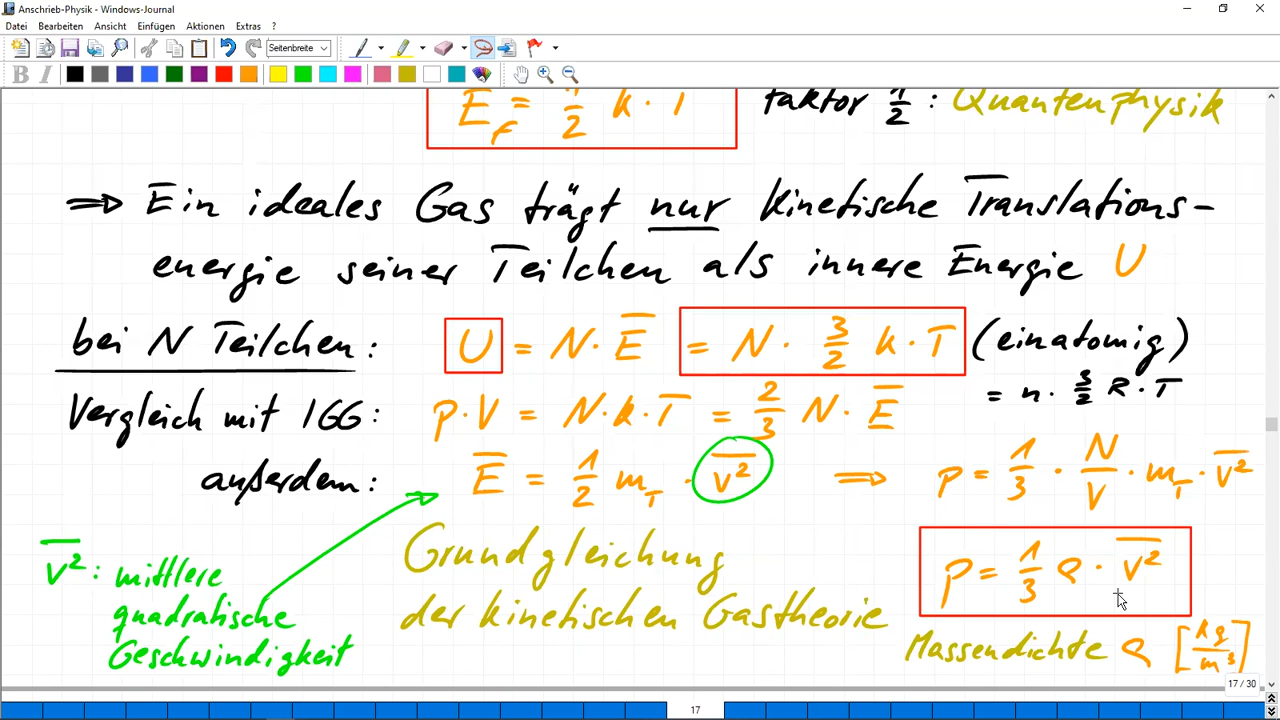 Anschrieb-Physik - Windows-Journal
Datei Bearbeiten Ansicht Einfügen Aktionen Extras ?
Seitenbreite
B I
E_f = 1/2 k · T faktor 1/2 : Quantenphysik
⇒ Ein ideales Gas trägt nur kinetische Translations-
energie seiner Teilchen als innere Energie U
bei N Teilchen: U = N · E̅ = N · 3/2 k · T (einatomig)
= n · 3/2 R · T
Vergleich mit IGG: p · V = N · k · T = 2/3 N · E̅
außerdem: E̅ = 1/2 m_T · v̅²̅ ⇒ p = 1/3 · N/V · m_T · v̅²̅
v̅²̅ : mittlere
quadratische
Geschwindigkeit
Grundgleichung
der kinetischen Gastheorie
p = 1/3 ϱ · v̅²̅
Massendichte ϱ [kg/m³]
17 / 30
17